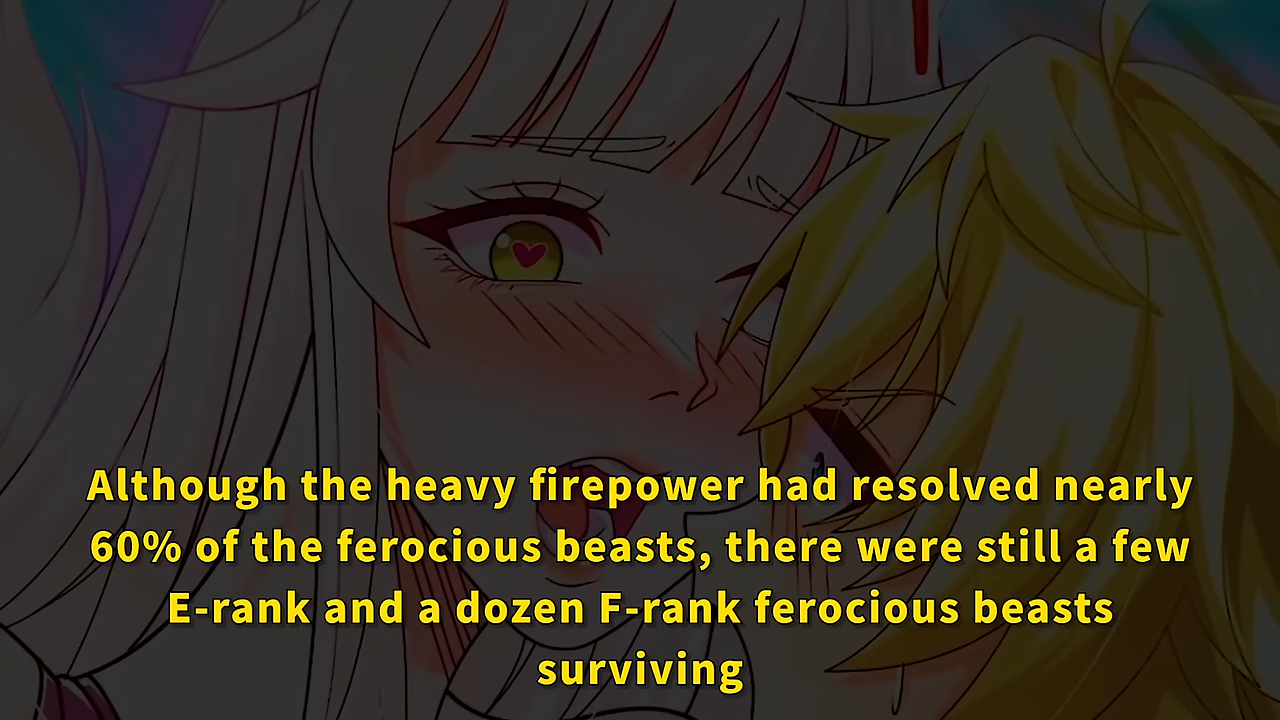 Although the heavy firepower had resolved nearly
60% of the ferocious beasts, there were still a few
E-rank and a dozen F-rank ferocious beasts
surviving